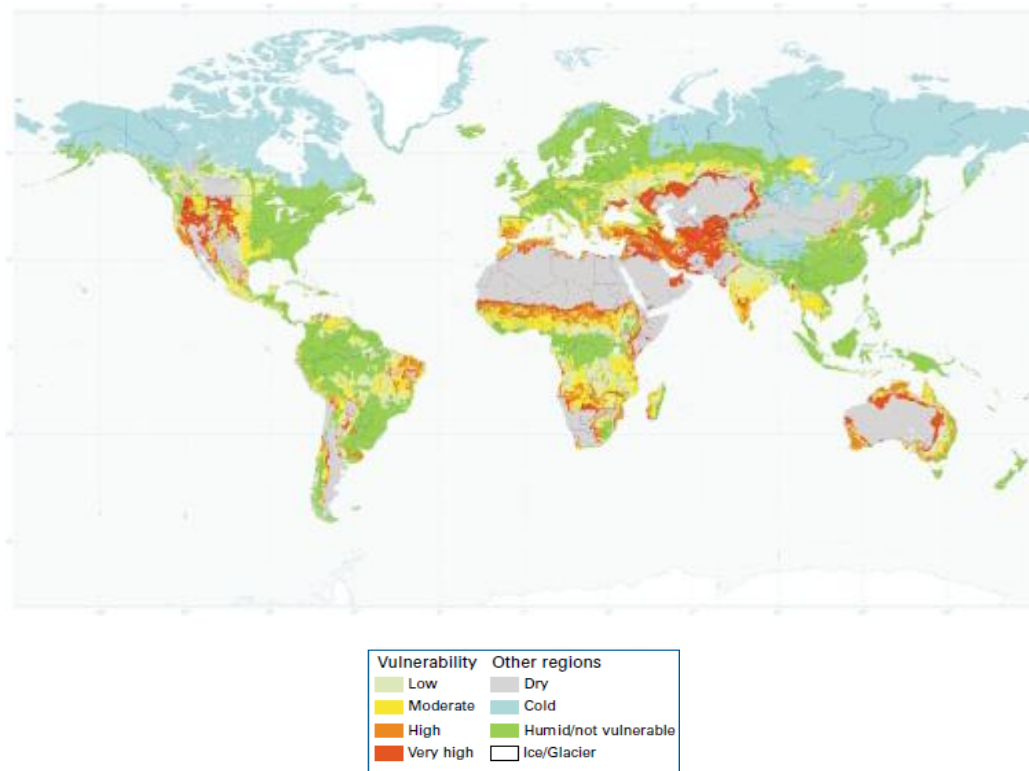 Vulnerability Other regions
Low Dry
Moderate Cold
High Humid/not vulnerable
Very high Ice/Glacier